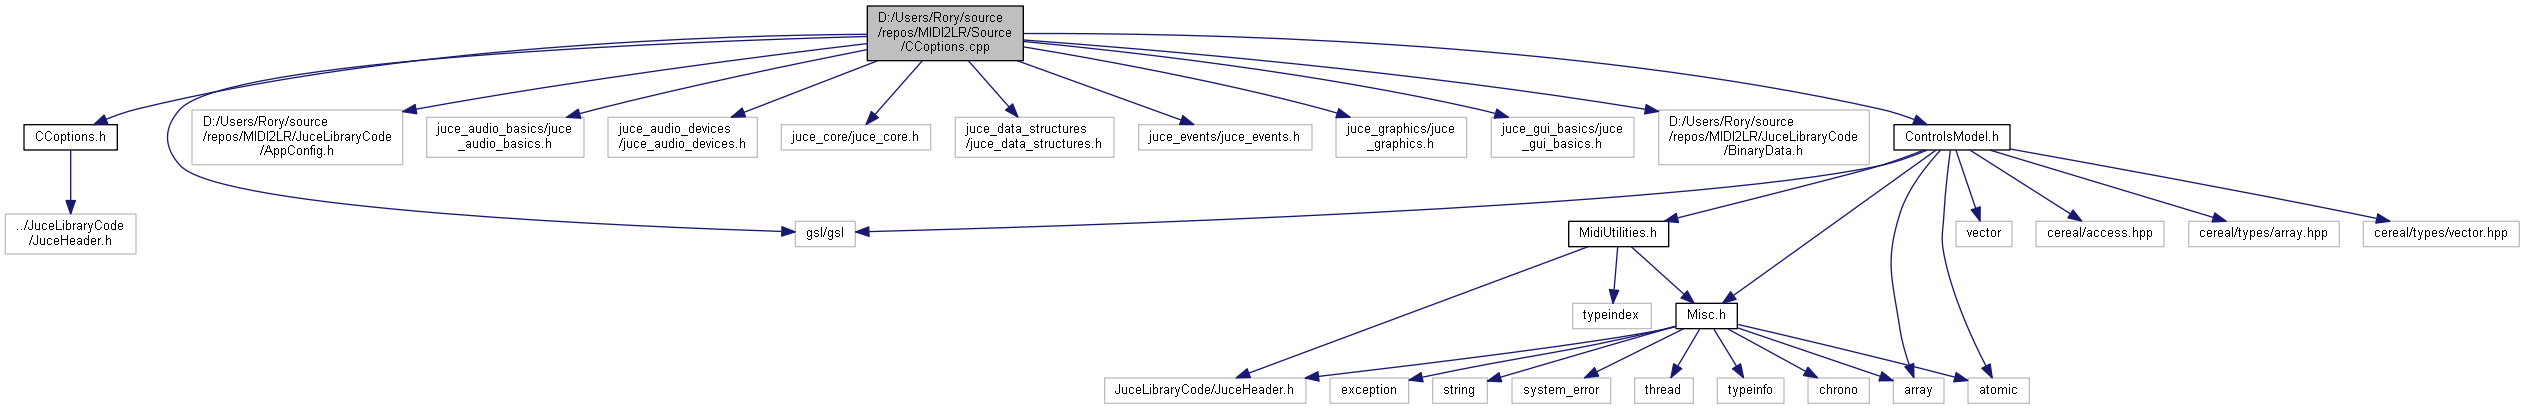 D:/Users/Rory/source
/repos/MIDI2LR/Source
/CCoptions.cpp
CCoptions.h
D:/Users/Rory/source
/repos/MIDI2LR/JuceLibraryCode
/AppConfig.h
juce_audio_basics/juce
_audio_basics.h
juce_audio_devices
/juce_audio_devices.h
juce_core/juce_core.h
juce_data_structures
/juce_data_structures.h
juce_events/juce_events.h
juce_graphics/juce
_graphics.h
juce_gui_basics/juce
_gui_basics.h
D:/Users/Rory/source
/repos/MIDI2LR/JuceLibraryCode
/BinaryData.h
ControlsModel.h
../JuceLibraryCode
/JuceHeader.h
gsl/gsl
MidiUtilities.h
vector
cereal/access.hpp
cereal/types/array.hpp
cereal/types/vector.hpp
typeindex
Misc.h
JuceLibraryCode/JuceHeader.h
exception
string
system_error
thread
typeinfo
chrono
array
atomic